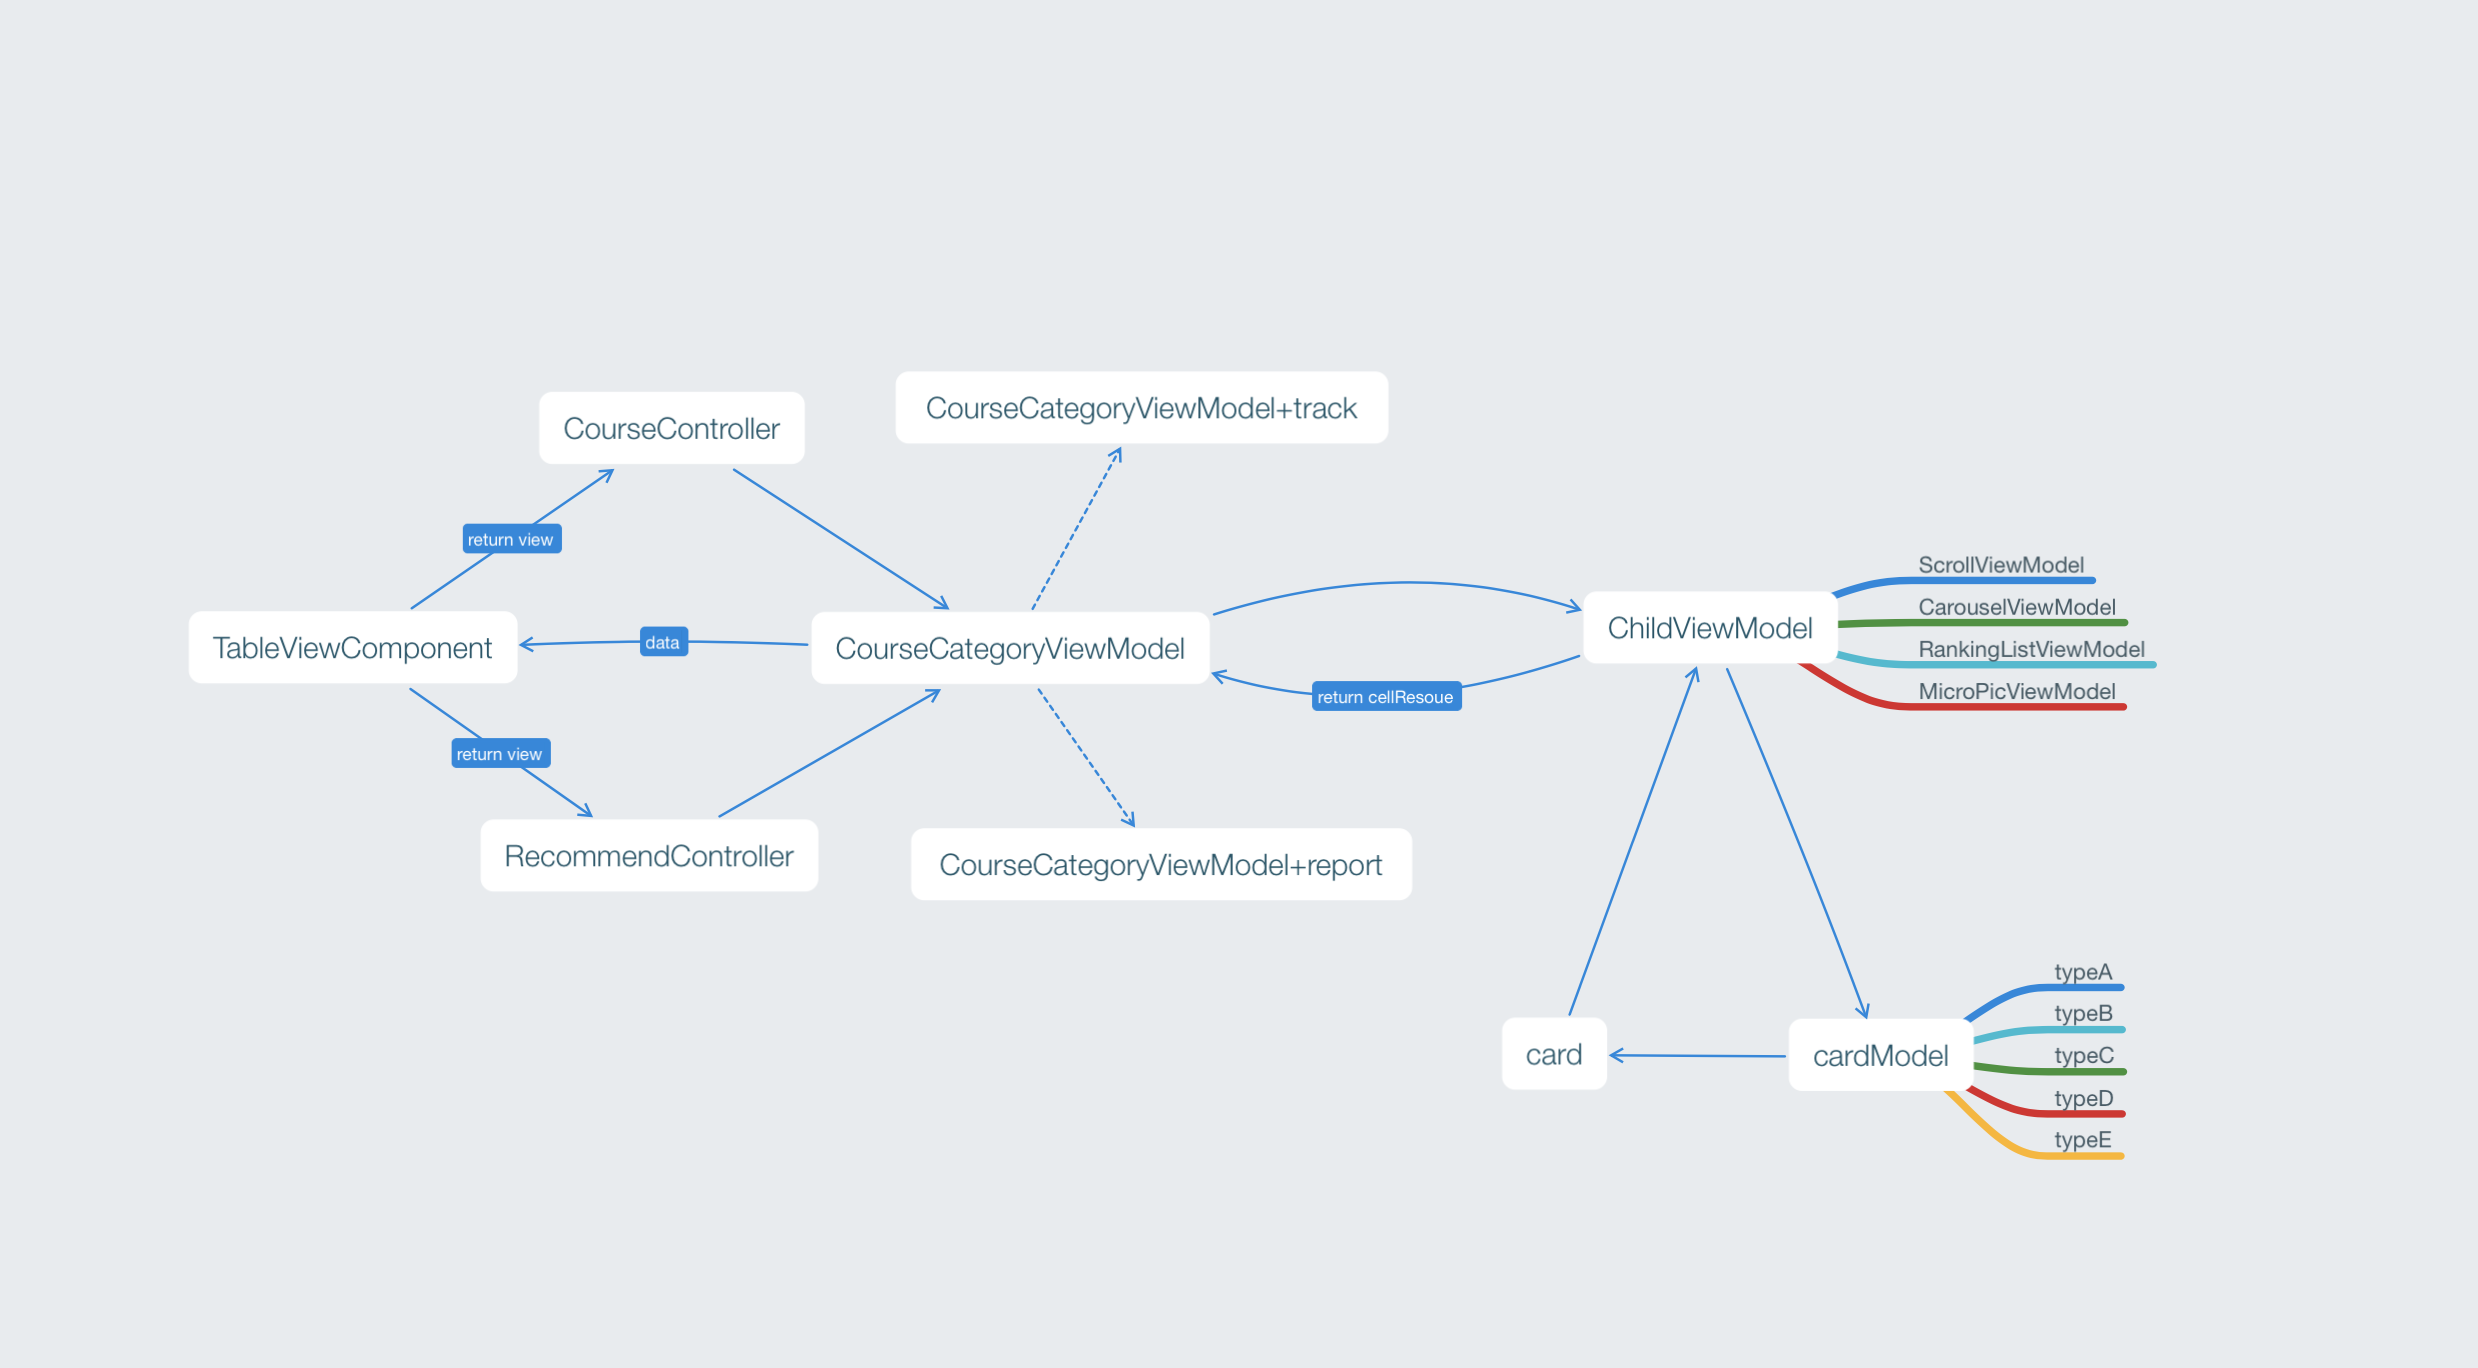 CourseCategoryViewModel+track
CourseController
return view
ScrollViewModel
CarouselViewModel
ChildViewModel
RankingListViewModel
MicroPicViewModel
TableViewComponent
data
CourseCategoryViewModel
return cellResoue
return view
RecommendController
CourseCategoryViewModel+report
typeA
typeB
card
cardModel
typeC
typeD
typeE